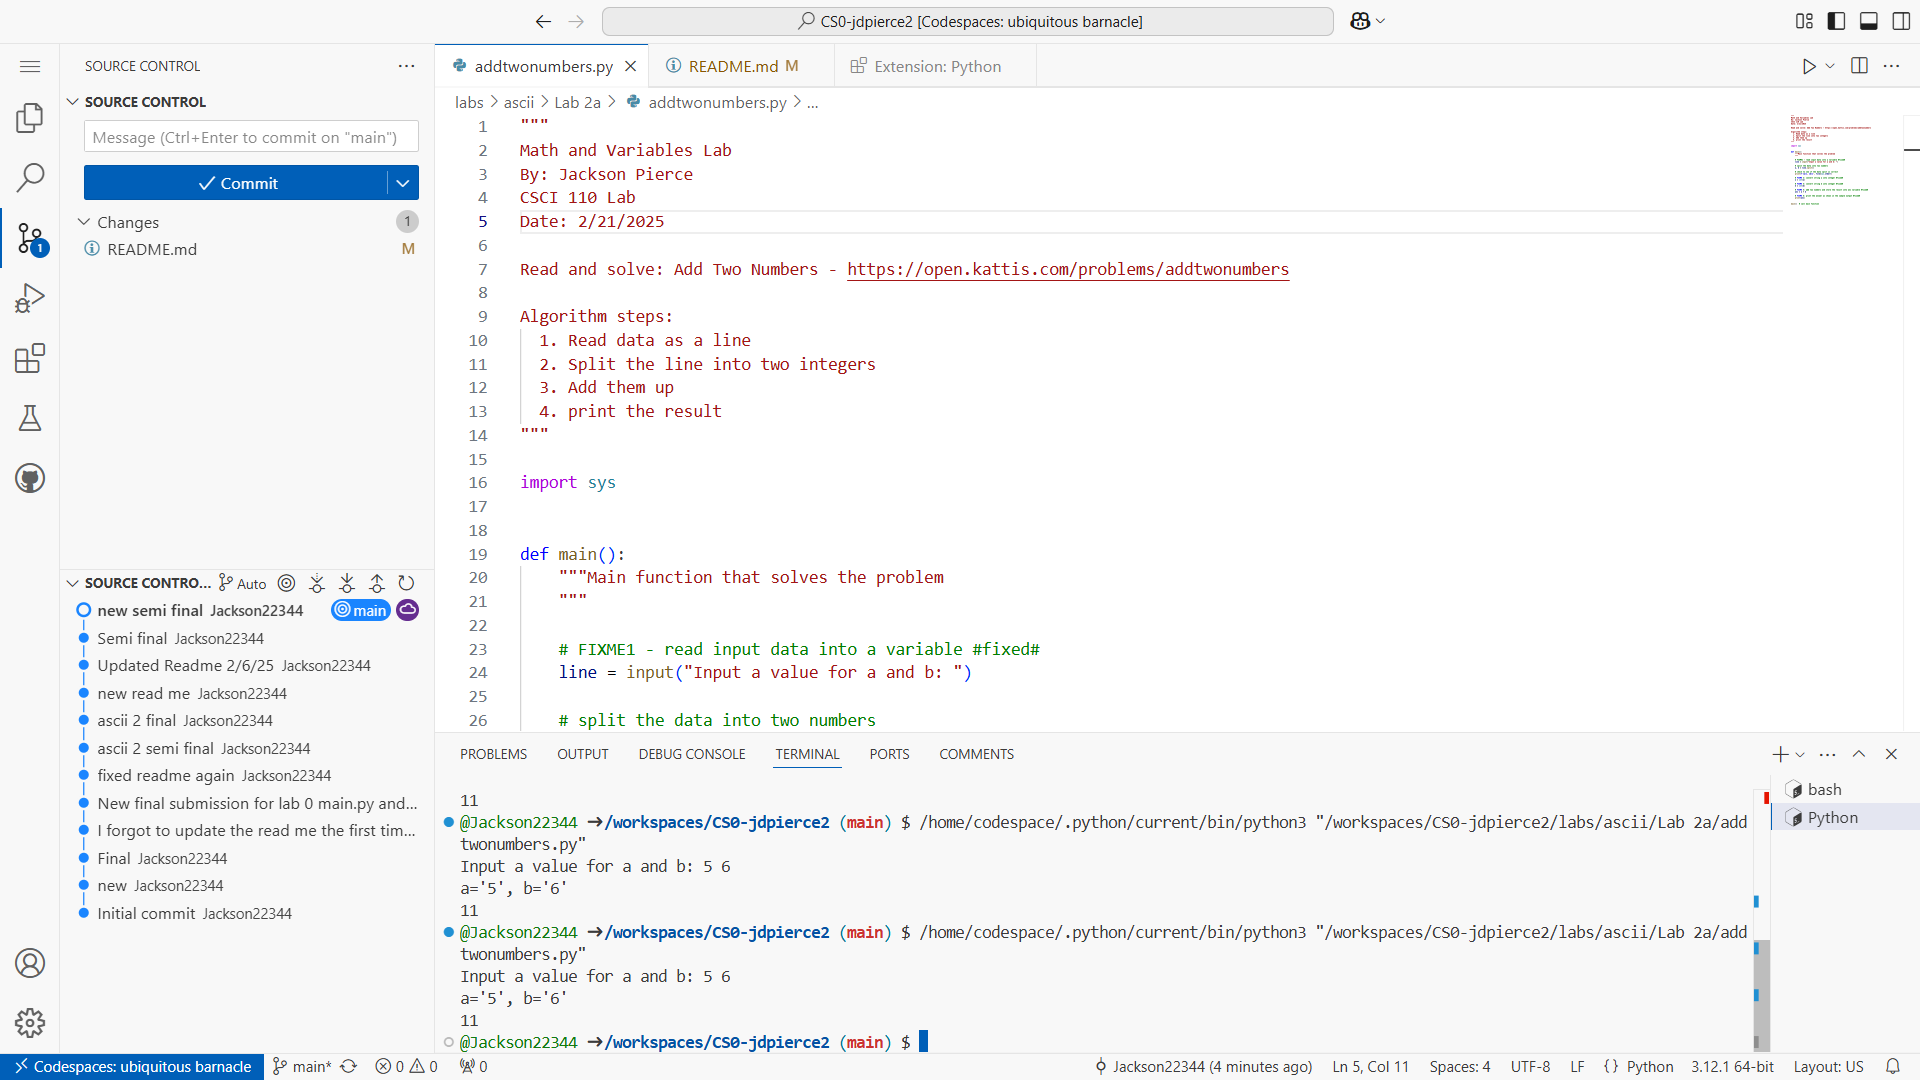 CS0-jdpierce2 [Codespaces: ubiquitous barnacle]
SOURCE CONTROL
SOURCE CONTROL
Message (Ctrl+Enter to commit on "main")
Commit
Changes 1
README.md M
1
SOURCE CONTRO... Auto
new semi final Jackson22344 main
Semi final Jackson22344
Updated Readme 2/6/25 Jackson22344
new read me Jackson22344
ascii 2 final Jackson22344
ascii 2 semi final Jackson22344
fixed readme again Jackson22344
New final submission for lab 0 main.py and...
I forgot to update the read me the first tim...
Final Jackson22344
new Jackson22344
Initial commit Jackson22344
addtwonumbers.py README.md M Extension: Python
labs > ascii > Lab 2a > addtwonumbers.py > ...
1 """
2 Math and Variables Lab
3 By: Jackson Pierce
4 CSCI 110 Lab
5 Date: 2/21/2025
6
7 Read and solve: Add Two Numbers - https://open.kattis.com/problems/addtwonumbers
8
9 Algorithm steps:
10 1. Read data as a line
11 2. Split the line into two integers
12 3. Add them up
13 4. print the result
14 """
15
16 import sys
17
18
19 def main():
20 """Main function that solves the problem
21 """
22
23 # FIXME1 - read input data into a variable #fixed#
24 line = input("Input a value for a and b: ")
25
26 # split the data into two numbers
PROBLEMS OUTPUT DEBUG CONSOLE TERMINAL PORTS COMMENTS
11
@Jackson22344 ➜/workspaces/CS0-jdpierce2 (main) $ /home/codespace/.python/current/bin/python3 "/workspaces/CS0-jdpierce2/labs/ascii/Lab 2a/add
twonumbers.py"
Input a value for a and b: 5 6
a='5', b='6'
11
@Jackson22344 ➜/workspaces/CS0-jdpierce2 (main) $ /home/codespace/.python/current/bin/python3 "/workspaces/CS0-jdpierce2/labs/ascii/Lab 2a/add
twonumbers.py"
Input a value for a and b: 5 6
a='5', b='6'
11
@Jackson22344 ➜/workspaces/CS0-jdpierce2 (main) $
bash
Python
Codespaces: ubiquitous barnacle main* 0 0 0 Jackson22344 (4 minutes ago) Ln 5, Col 11 Spaces: 4 UTF-8 LF {} Python 3.12.1 64-bit Layout: US